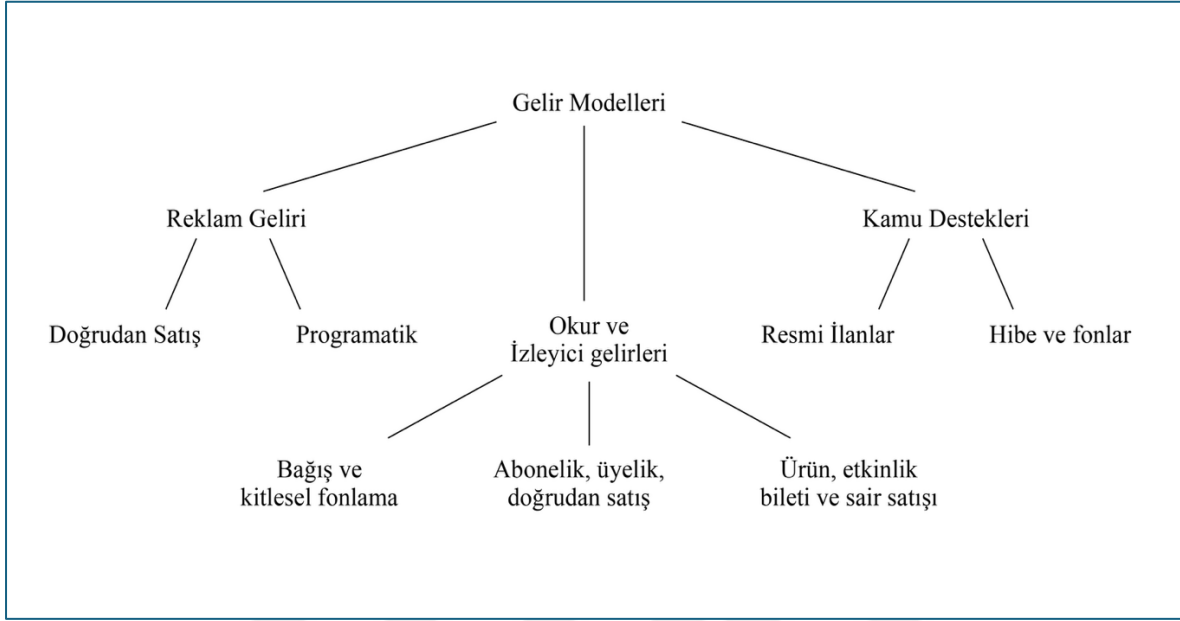 Gelir Modelleri
Reklam Geliri
Kamu Destekleri
Doğrudan Satış
Programatik
Okur ve
İzleyici gelirleri
Resmi İlanlar
Hibe ve fonlar
Bağış ve
kitlesel fonlama
Abonelik, üyelik,
doğrudan satış
Ürün, etkinlik
bileti ve sair satışı